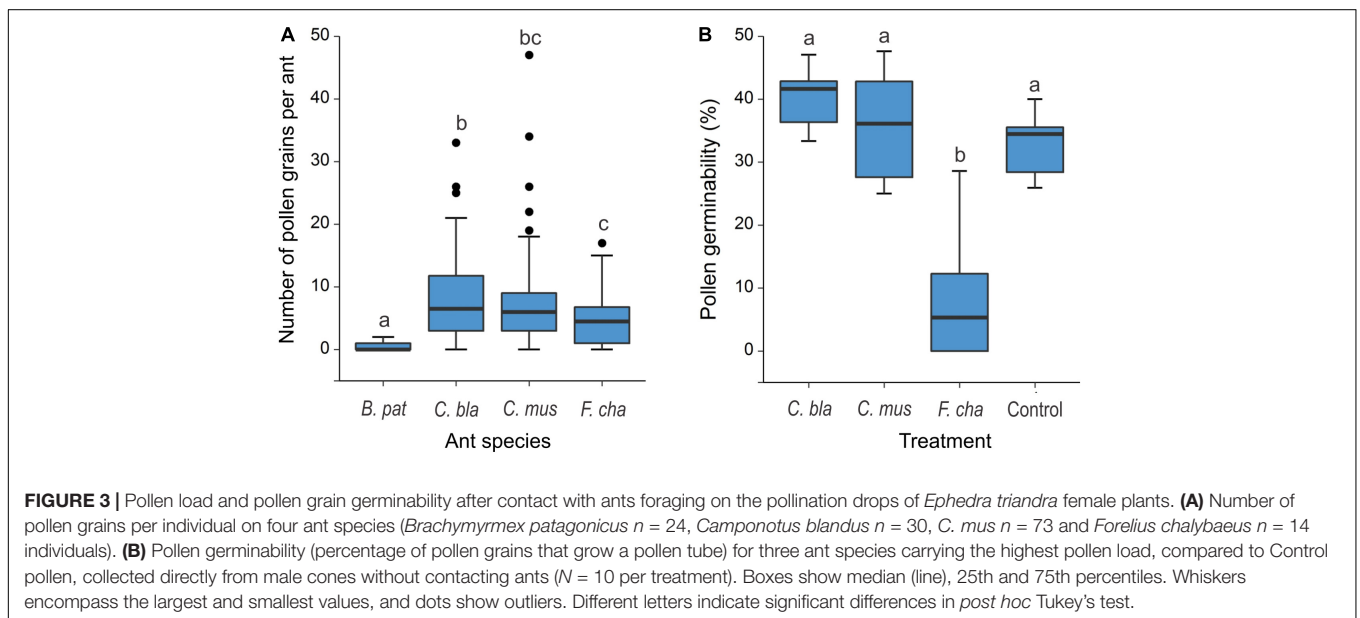 A
B
Number of pollen grains per ant
50
40
30
20
10
0
a
b
bc
c
B. pat
C. bla
C. mus
F. cha
Ant species
Pollen germinability (%)
50
40
30
20
10
0
a
a
b
a
C. bla
C. mus
F. cha
Control
Treatment
FIGURE 3 | Pollen load and pollen grain germinability after contact with ants foraging on the pollination drops of Ephedra triandra female plants. (A) Number of
pollen grains per individual on four ant species (Brachymyrmex patagonicus n = 24, Camponotus blandus n = 30, C. mus n = 73 and Forelius chalybaeus n = 14
individuals). (B) Pollen germinability (percentage of pollen grains that grow a pollen tube) for three ant species carrying the highest pollen load, compared to Control
pollen, collected directly from male cones without contacting ants (N = 10 per treatment). Boxes show median (line), 25th and 75th percentiles. Whiskers
encompass the largest and smallest values, and dots show outliers. Different letters indicate significant differences in post hoc Tukey's test.